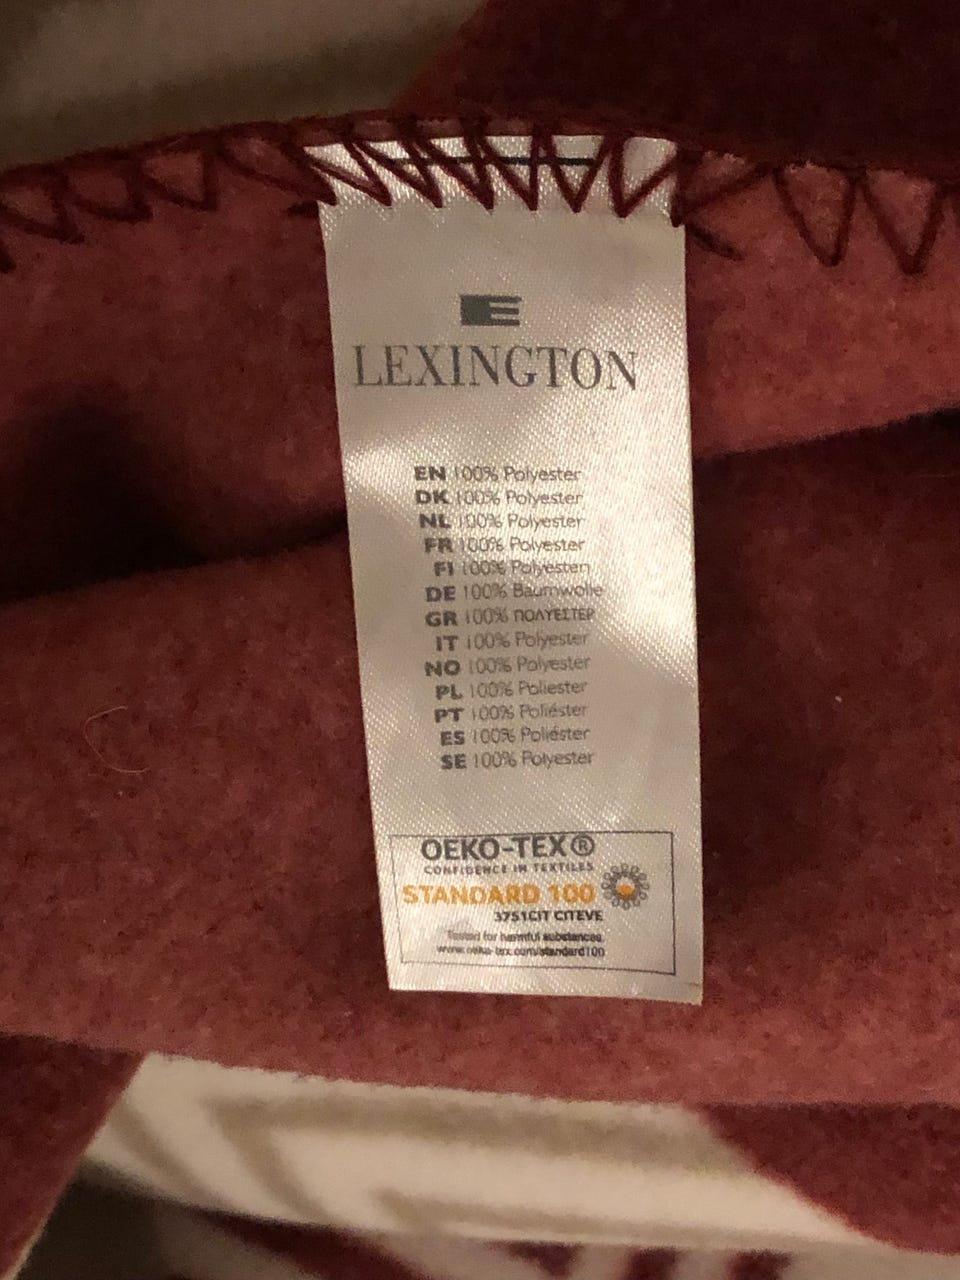 LEXINGTON
EN 100% Polyester
DK 100% Polyester
NL 100% Polyester
FR 100% Polyester
FI 100% Polyesteri
DE 100% Baumwolle
GR 100% ΠΟΛΥΕΣΤΕΡ
IT 100% Polyester
NO 100% Polyester
PL 100% Poliester
PT 100% Poliéster
ES 100% Poliéster
SE 100% Polyester
OEKO-TEX®
CONFIDENCE IN TEXTILES
STANDARD 100
3751CIT CITEVE
Tested for harmful substances.
www.oeko-tex.com/standard100